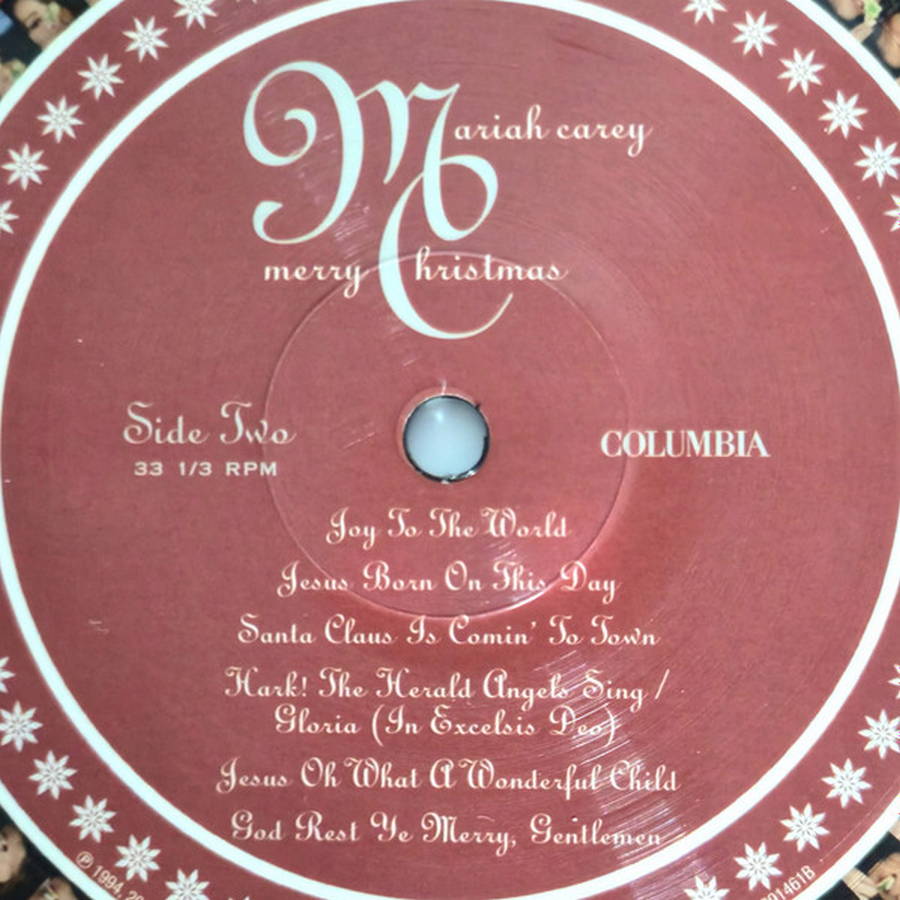 Mariah carey
merry Christmas
Side Two
33 1/3 RPM
COLUMBIA
Joy To The World
Jesus Born On This Day
Santa Claus Is Comin' To Town
Hark! The Herald Angels Sing /
Gloria (In Excelsis Deo)
Jesus Oh What A Wonderful Child
God Rest Ye Merry, Gentlemen
℗ 1994,